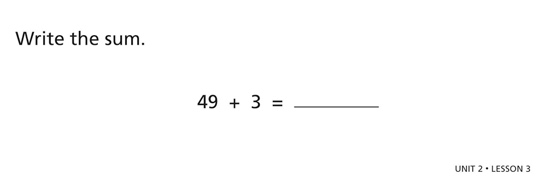 Write the sum.
49 + 3 = ________
UNIT 2 • LESSON 3